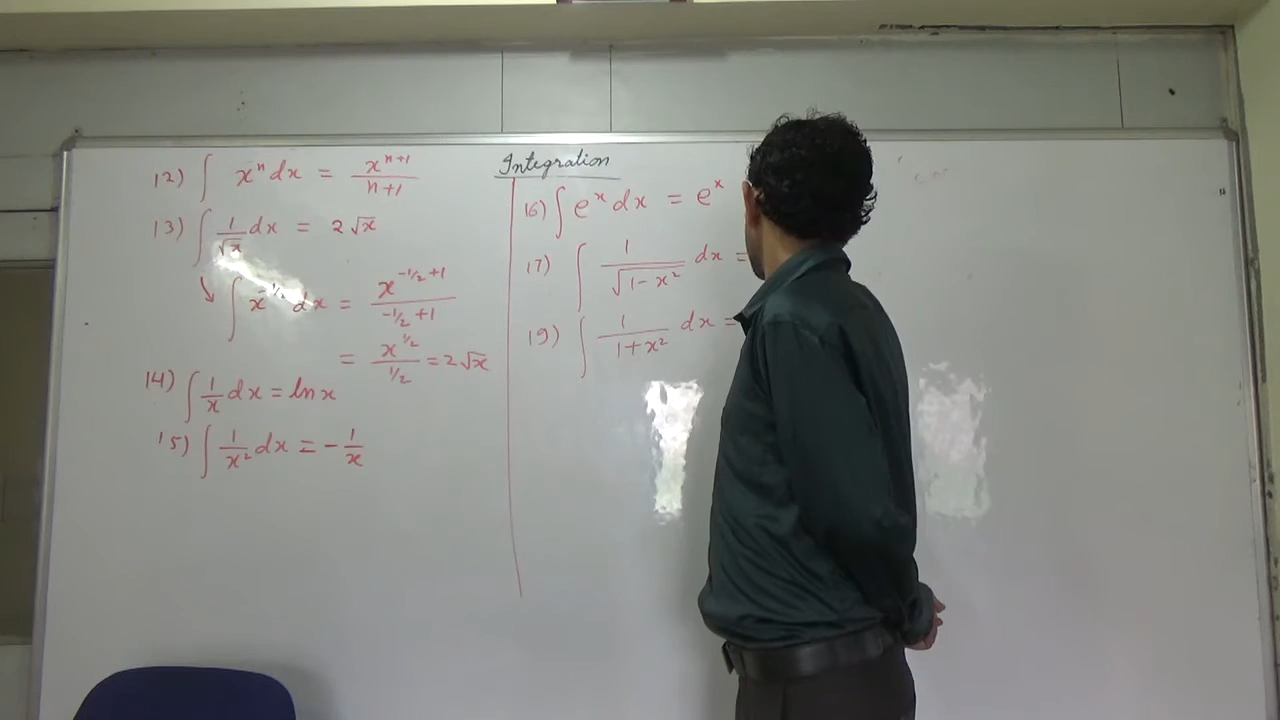 Integration
12) ∫ xⁿ dx = xⁿ⁺¹/n+1
13) ∫ 1/√x dx = 2√x
↘ ∫ x^-1/2 dx = x^-1/2+1/-1/2+1
= x^1/2/1/2 = 2√x
14) ∫ 1/x dx = ln x
15) ∫ 1/x² dx = -1/x
16) ∫ eˣ dx = eˣ
17) ∫ 1/√1-x² dx =
19) ∫ 1/1+x² dx =